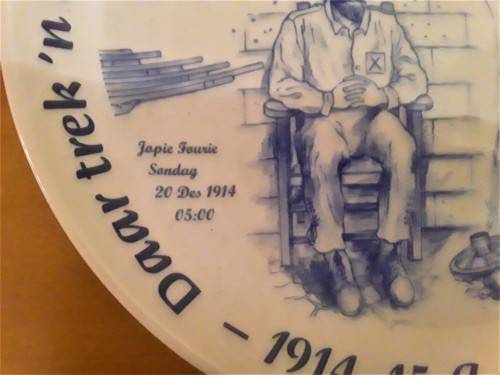 Daar trek 'n
Jopie Fourie
Sondag
20 Des 1914
05:00
– 1914